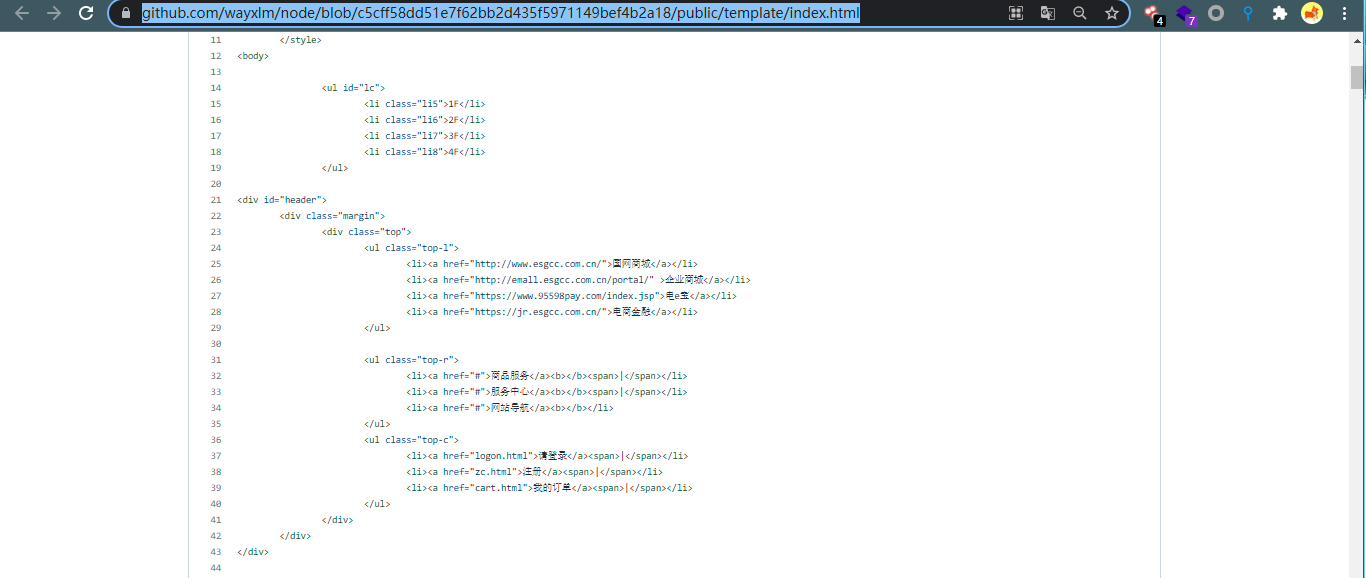 github.com/wayxlm/node/blob/c5cff58dd51e7f62bb2d435f5971149bef4b2a18/public/template/index.html
4
7
11 </style>
12 <body>
13
14 <ul id="lc">
15 <li class="li5">1F</li>
16 <li class="li6">2F</li>
17 <li class="li7">3F</li>
18 <li class="li8">4F</li>
19 </ul>
20
21 <div id="header">
22 <div class="margin">
23 <div class="top">
24 <ul class="top-l">
25 <li><a href="http://www.esgcc.com.cn/">国网商城</a></li>
26 <li><a href="http://emall.esgcc.com.cn/portal/" >企业商城</a></li>
27 <li><a href="https://www.95598pay.com/index.jsp">电e宝</a></li>
28 <li><a href="https://jr.esgcc.com.cn/">电商金融</a></li>
29 </ul>
30
31 <ul class="top-r">
32 <li><a href="#">商品服务</a><b></b><span>|</span></li>
33 <li><a href="#">服务中心</a><b></b><span>|</span></li>
34 <li><a href="#">网站导航</a><b></b></li>
35 </ul>
36 <ul class="top-c">
37 <li><a href="logon.html">请登录</a><span>|</span></li>
38 <li><a href="zc.html">注册</a><span>|</span></li>
39 <li><a href="cart.html">我的订单</a><span>|</span></li>
40 </ul>
41 </div>
42 </div>
43 </div>
44